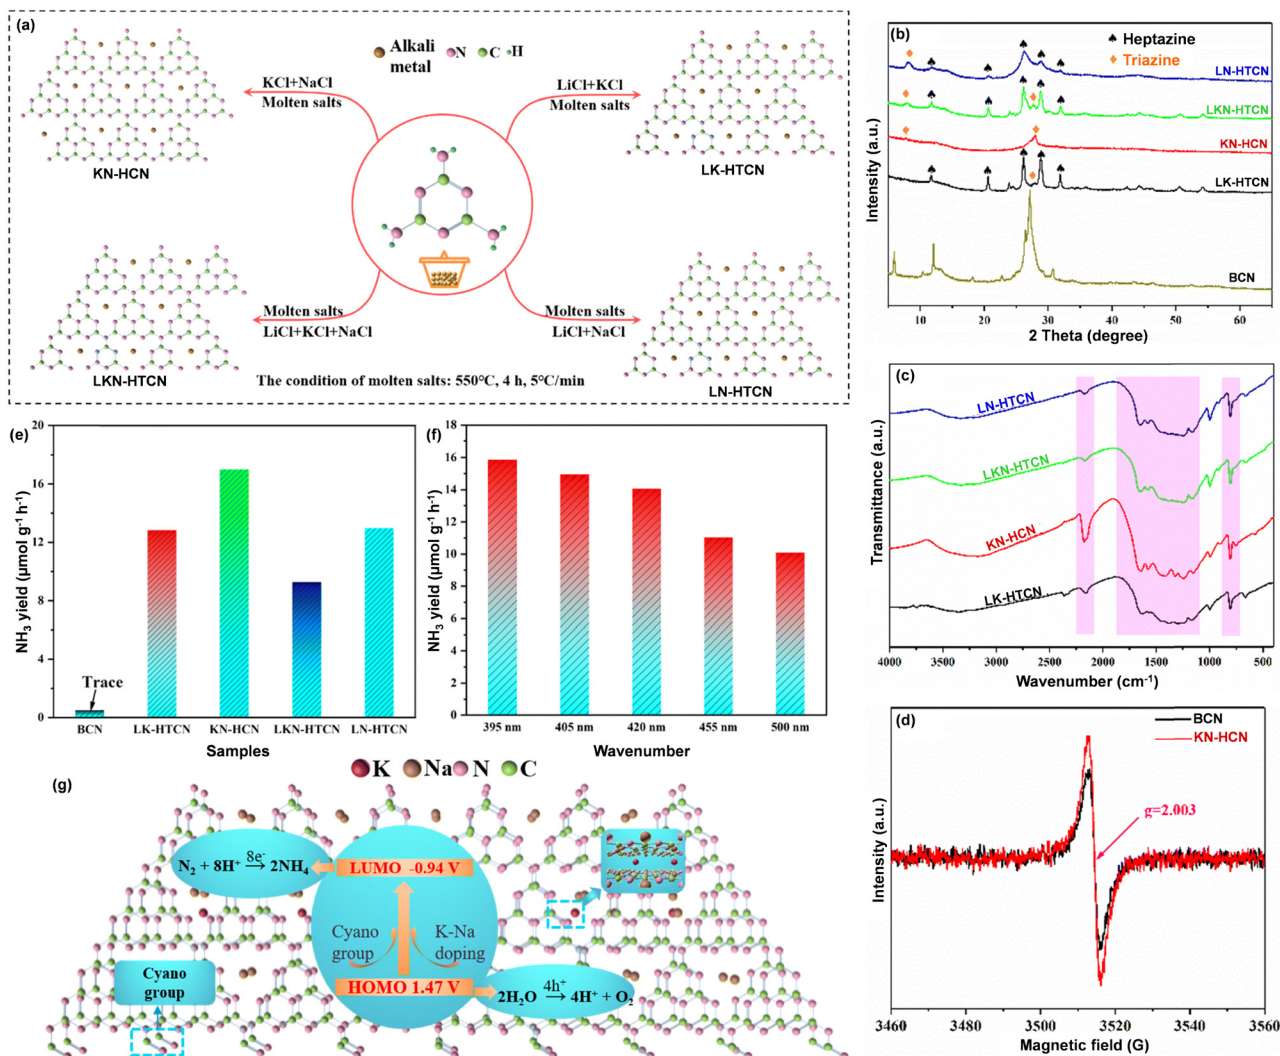 (a)
Alkali metal
N
C
H
KCl+NaCl
Molten salts
LiCl+KCl
Molten salts
KN-HCN
LK-HTCN
Molten salts
LiCl+KCl+NaCl
Molten salts
LiCl+NaCl
LKN-HTCN
LN-HTCN
The condition of molten salts: 550℃, 4 h, 5℃/min
(b)
Heptazine
Triazine
LN-HTCN
LKN-HTCN
KN-HCN
LK-HTCN
BCN
Intensity (a.u.)
10 20 30 40 50 60
2 Theta (degree)
(c)
LN-HTCN
LKN-HTCN
KN-HCN
LK-HTCN
Transmittance (a.u.)
4000 3500 3000 2500 2000 1500 1000 500
Wavenumber (cm⁻¹)
(e)
NH₃ yield (μmol g⁻¹ h⁻¹)
20
16
12
8
4
0
Trace
BCN LK-HTCN KN-HCN LKN-HTCN LN-HTCN
Samples
(f)
NH₃ yield (μmol g⁻¹ h⁻¹)
18
16
14
12
10
8
6
4
2
0
395 nm 405 nm 420 nm 455 nm 500 nm
Wavenumber
(d)
BCN
KN-HCN
g=2.003
Intensity (a.u.)
3460 3480 3500 3520 3540 3560
Magnetic field (G)
(g)
K Na N C
N₂ + 8H⁺ 8e⁻→ 2NH₄
LUMO -0.94 V
Cyano group
K-Na doping
HOMO 1.47 V
2H₂O 4h⁺→ 4H⁺ + O₂
Cyano group